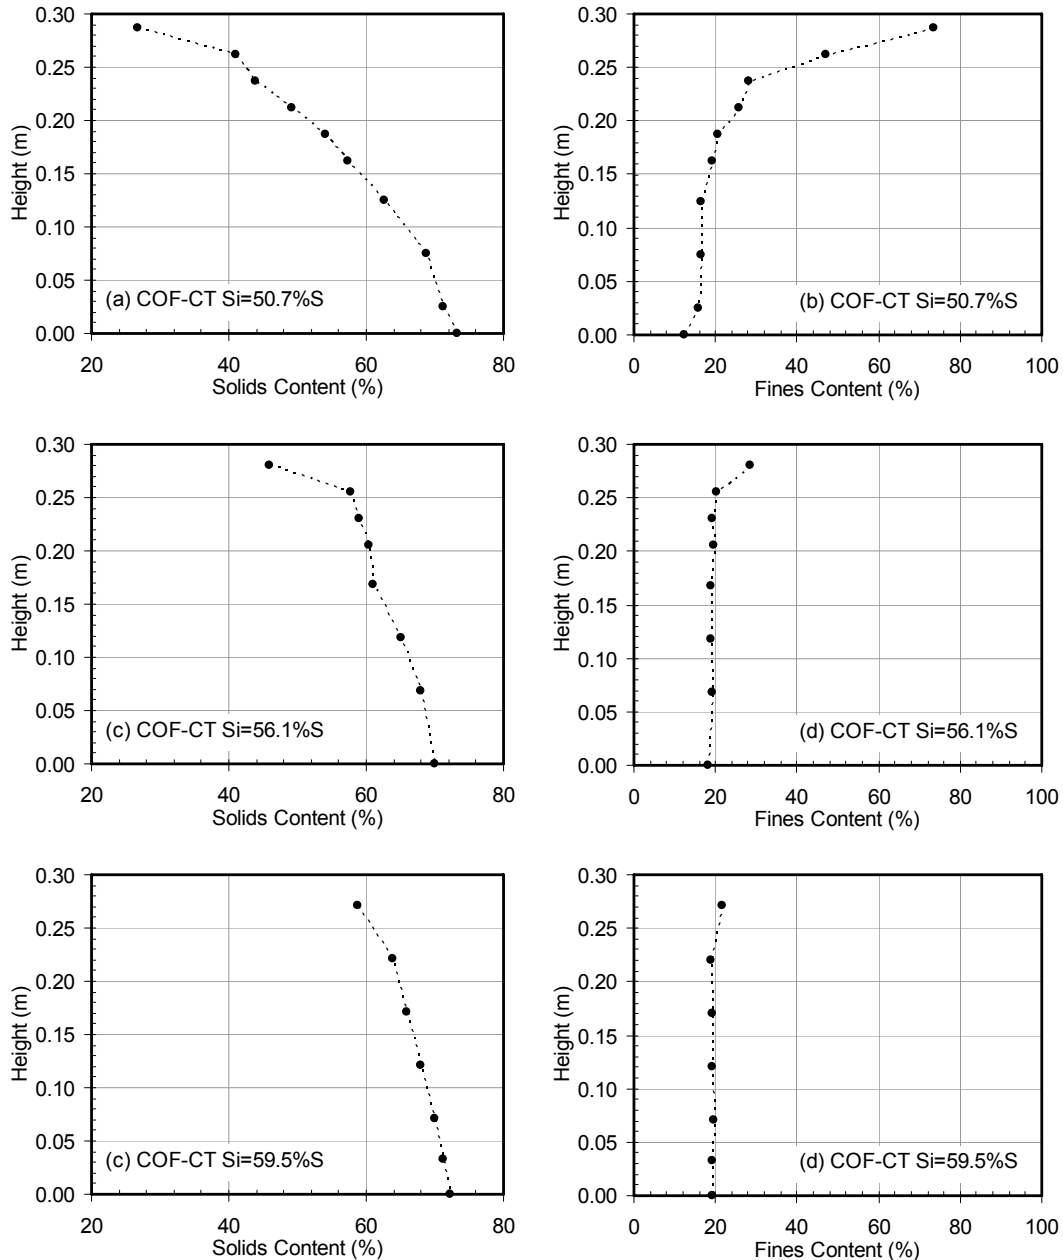 0.30
0.25
0.20
0.15
0.10
0.05
0.00
Height (m)
(a) COF-CT Si=50.7%S
20 40 60 80
Solids Content (%)
0.30
0.25
0.20
0.15
0.10
0.05
0.00
Height (m)
(b) COF-CT Si=50.7%S
0 20 40 60 80 100
Fines Content (%)
0.30
0.25
0.20
0.15
0.10
0.05
0.00
Height (m)
(c) COF-CT Si=56.1%S
20 40 60 80
Solids Content (%)
0.30
0.25
0.20
0.15
0.10
0.05
0.00
Height (m)
(d) COF-CT Si=56.1%S
0 20 40 60 80 100
Fines Content (%)
0.30
0.25
0.20
0.15
0.10
0.05
0.00
Height (m)
(c) COF-CT Si=59.5%S
20 40 60 80
Solids Content (%)
0.30
0.25
0.20
0.15
0.10
0.05
0.00
Height (m)
(d) COF-CT Si=59.5%S
0 20 40 60 80 100
Fines Content (%)